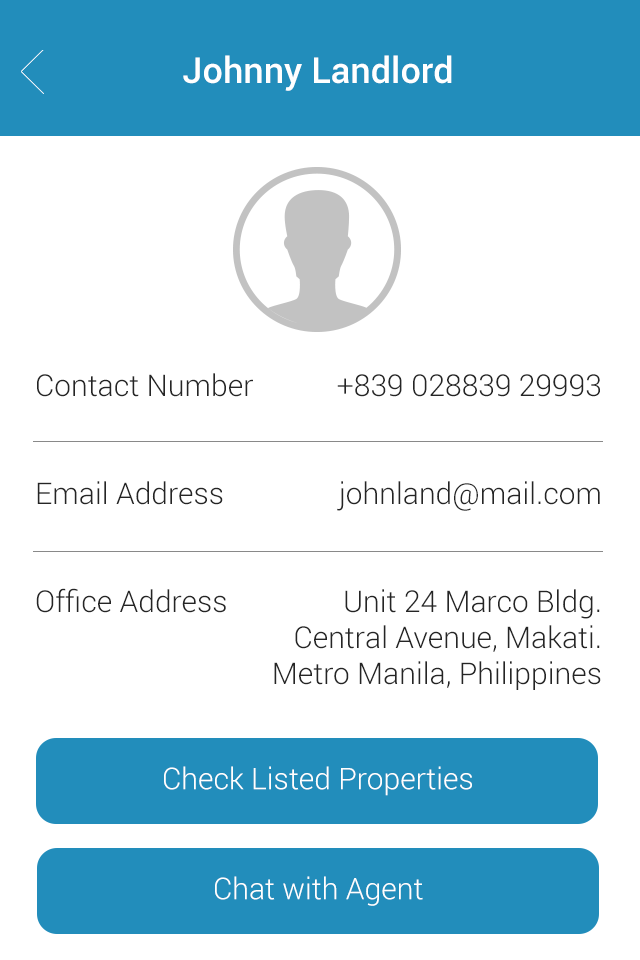 Johnny Landlord
Contact Number +839 028839 29993
Email Address johnland@mail.com
Office Address Unit 24 Marco Bldg.
Central Avenue, Makati.
Metro Manila, Philippines
Check Listed Properties
Chat with Agent